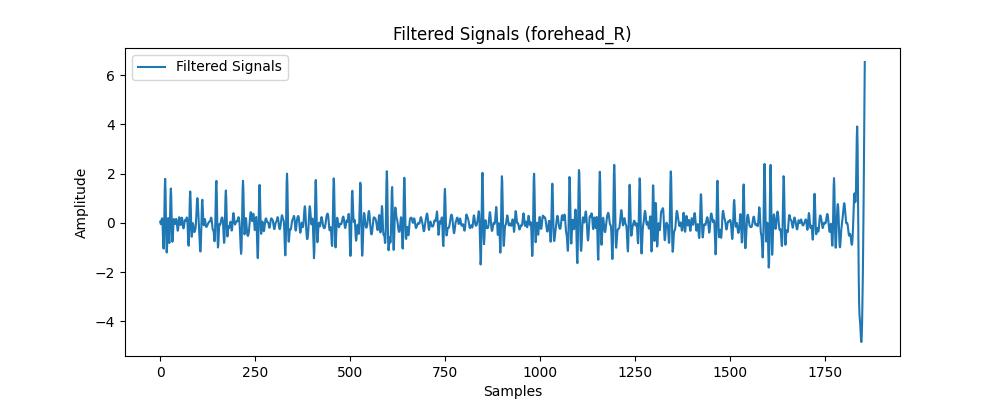 Filtered Signals (forehead_R)
Filtered Signals
6
4
2
0
−2
−4
Amplitude
0 250 500 750 1000 1250 1500 1750
Samples